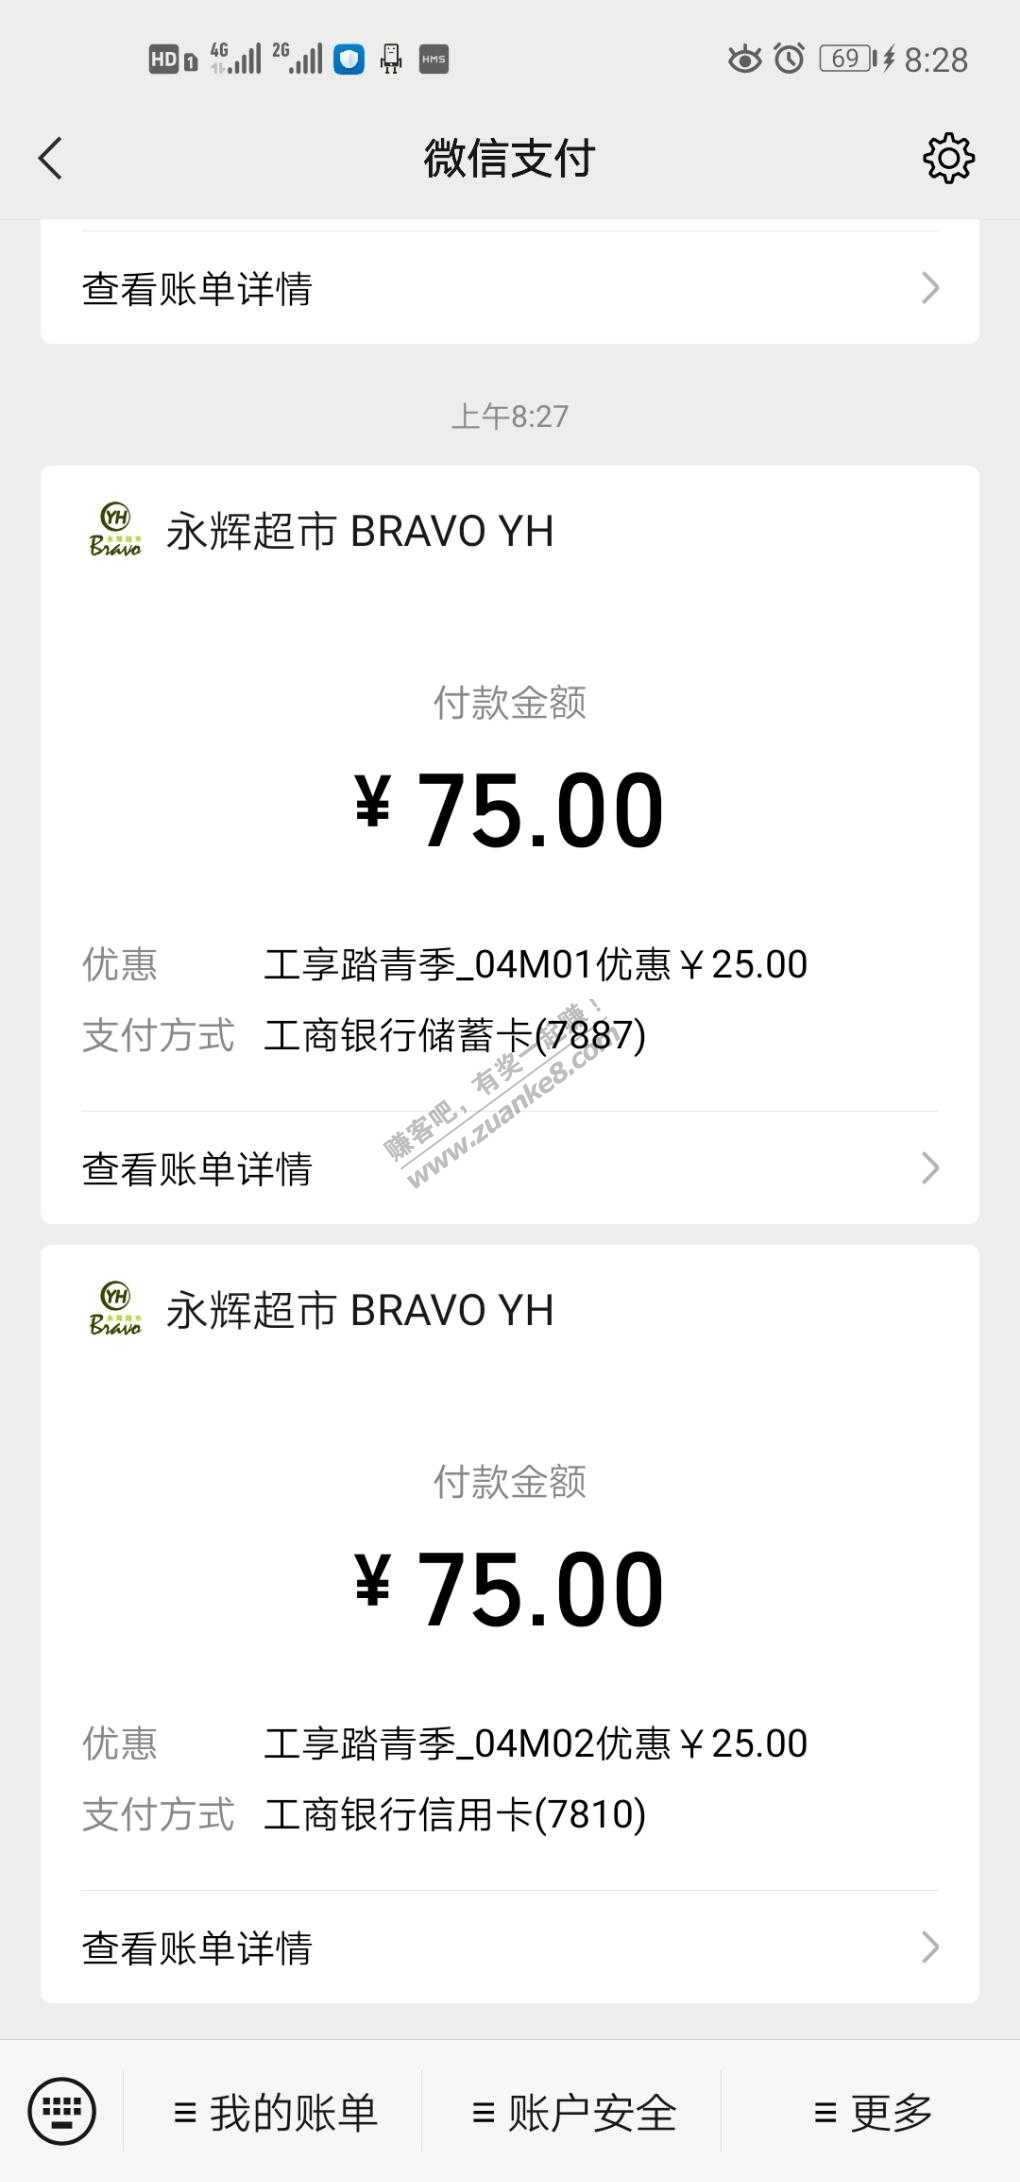 HD 1 4G 2G HMS 69 8:28
微信支付
查看账单详情
上午8:27
YH Bravo 永辉超市 BRAVO YH
付款金额
¥ 75.00
优惠 工享踏青季_04M01优惠￥25.00
支付方式 工商银行储蓄卡(7887)
赚客吧，有奖一起赚！
www.zuanke8.com
查看账单详情
YH Bravo 永辉超市 BRAVO YH
付款金额
¥ 75.00
优惠 工享踏青季_04M02优惠￥25.00
支付方式 工商银行信用卡(7810)
查看账单详情
我的账单 账户安全 更多